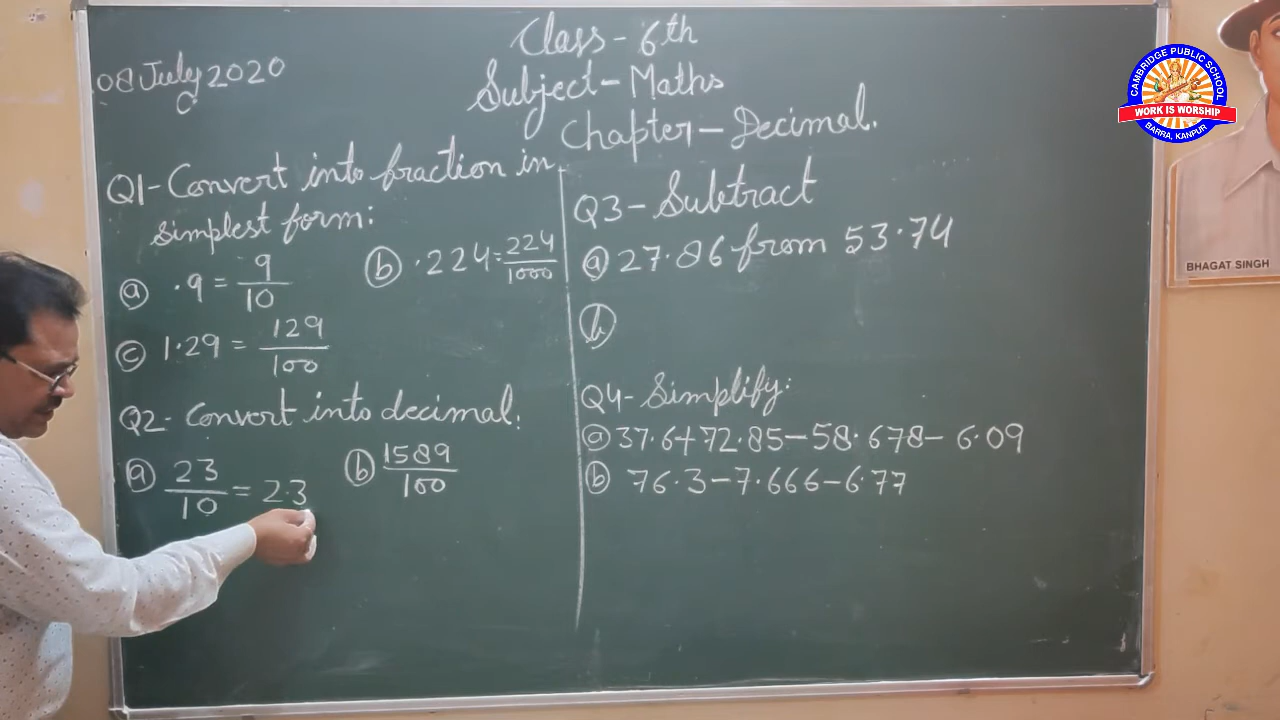 08 July 2020
Class - 6th
Subject - Maths
Chapter - Decimal.
Q1 - Convert into fraction in
simplest form:
(a) .9 = 9/10
(b) .224 = 224/1000
(c) 1.29 = 129/100
Q2 - Convert into decimal:
(a) 23/10 = 2.3
(b) 1589/100
Q3 - Subtract
(a) 27.86 from 53.74
(b)
Q4 - Simplify:
(a) 37.6+72.85-58.678-6.09
(b) 76.3-7.666-6.77
CAMBRIDGE PUBLIC SCHOOL
WORK IS WORSHIP
BARRA, KANPUR
BHAGAT SINGH